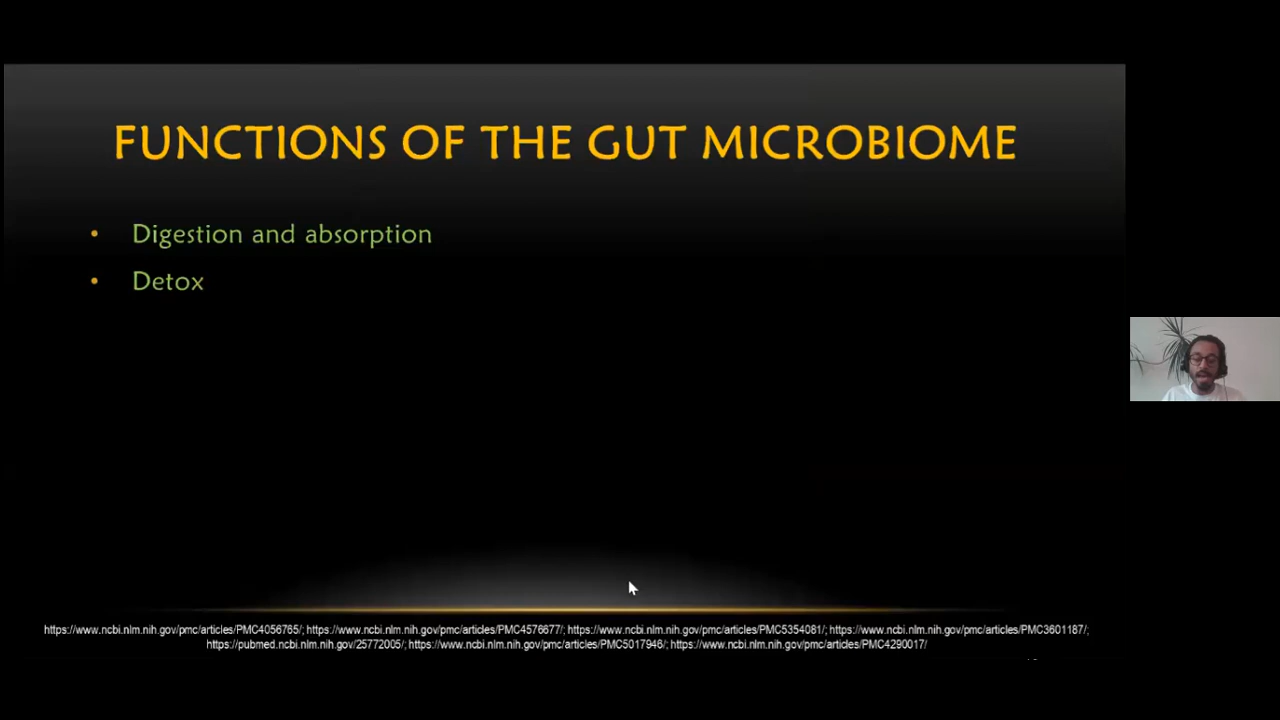 FUNCTIONS OF THE GUT MICROBIOME
• Digestion and absorption
• Detox
https://www.ncbi.nlm.nih.gov/pmc/articles/PMC4056765/; https://www.ncbi.nlm.nih.gov/pmc/articles/PMC4576677/; https://www.ncbi.nlm.nih.gov/pmc/articles/PMC5354081/; https://www.ncbi.nlm.nih.gov/pmc/articles/PMC3601187/;
https://pubmed.ncbi.nlm.nih.gov/25772005/; https://www.ncbi.nlm.nih.gov/pmc/articles/PMC5017946/; https://www.ncbi.nlm.nih.gov/pmc/articles/PMC4290017/